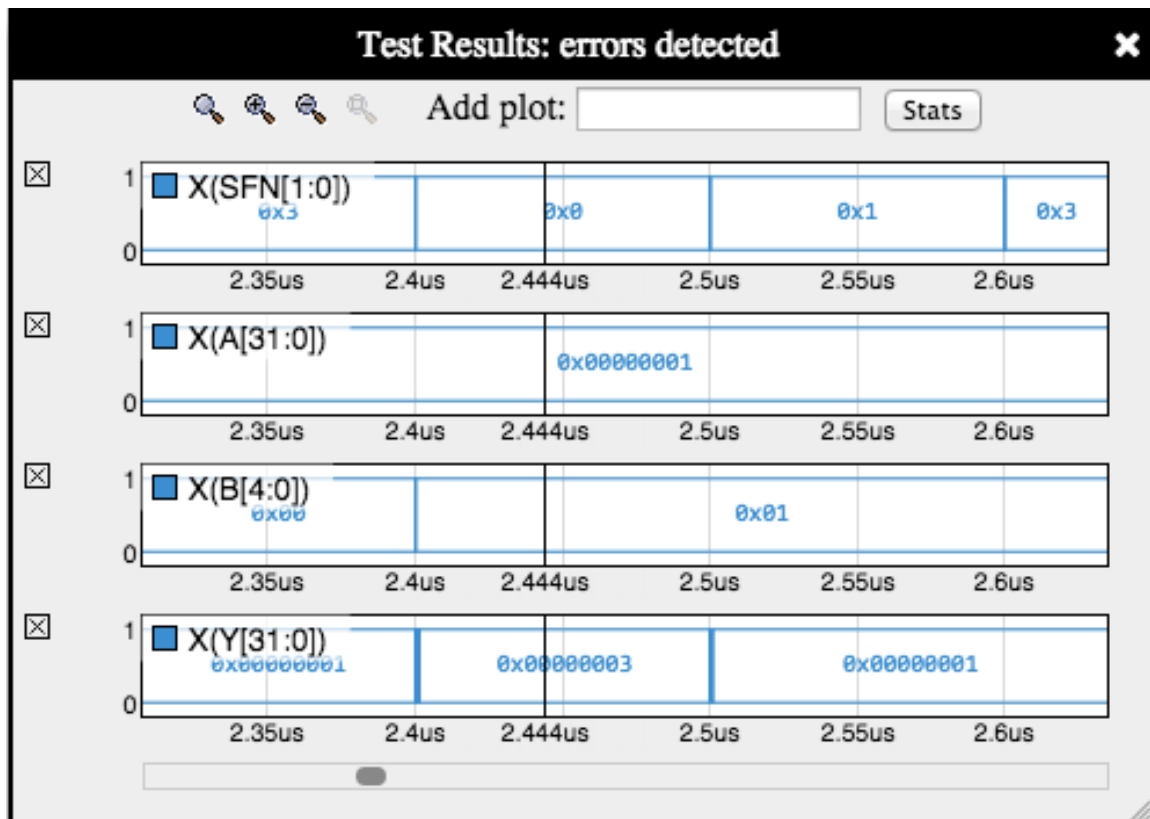 Test Results: errors detected
Add plot: Stats
1 X(SFN[1:0])
0x3 0x0 0x1 0x3
0
2.35us 2.4us 2.444us 2.5us 2.55us 2.6us
1 X(A[31:0])
0x00000001
0
2.35us 2.4us 2.444us 2.5us 2.55us 2.6us
1 X(B[4:0])
0x00 0x01
0
2.35us 2.4us 2.444us 2.5us 2.55us 2.6us
1 X(Y[31:0])
0x00000001 0x00000003 0x00000001
0
2.35us 2.4us 2.444us 2.5us 2.55us 2.6us